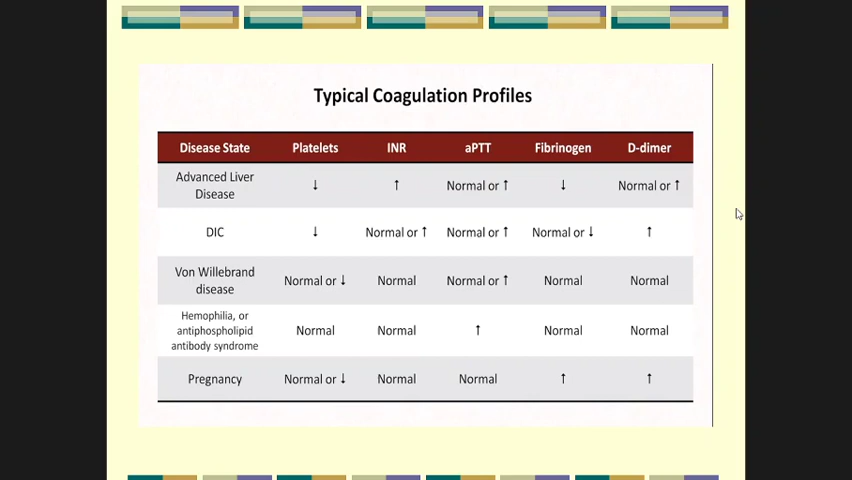 Typical Coagulation Profiles
Disease State Platelets INR aPTT Fibrinogen D-dimer
Advanced Liver
Disease ↓ ↑ Normal or ↑ ↓ Normal or ↑
DIC ↓ Normal or ↑ Normal or ↑ Normal or ↓ ↑
Von Willebrand
disease Normal or ↓ Normal Normal or ↑ Normal Normal
Hemophilia, or
antiphospholipid
antibody syndrome Normal Normal ↑ Normal Normal
Pregnancy Normal or ↓ Normal Normal ↑ ↑